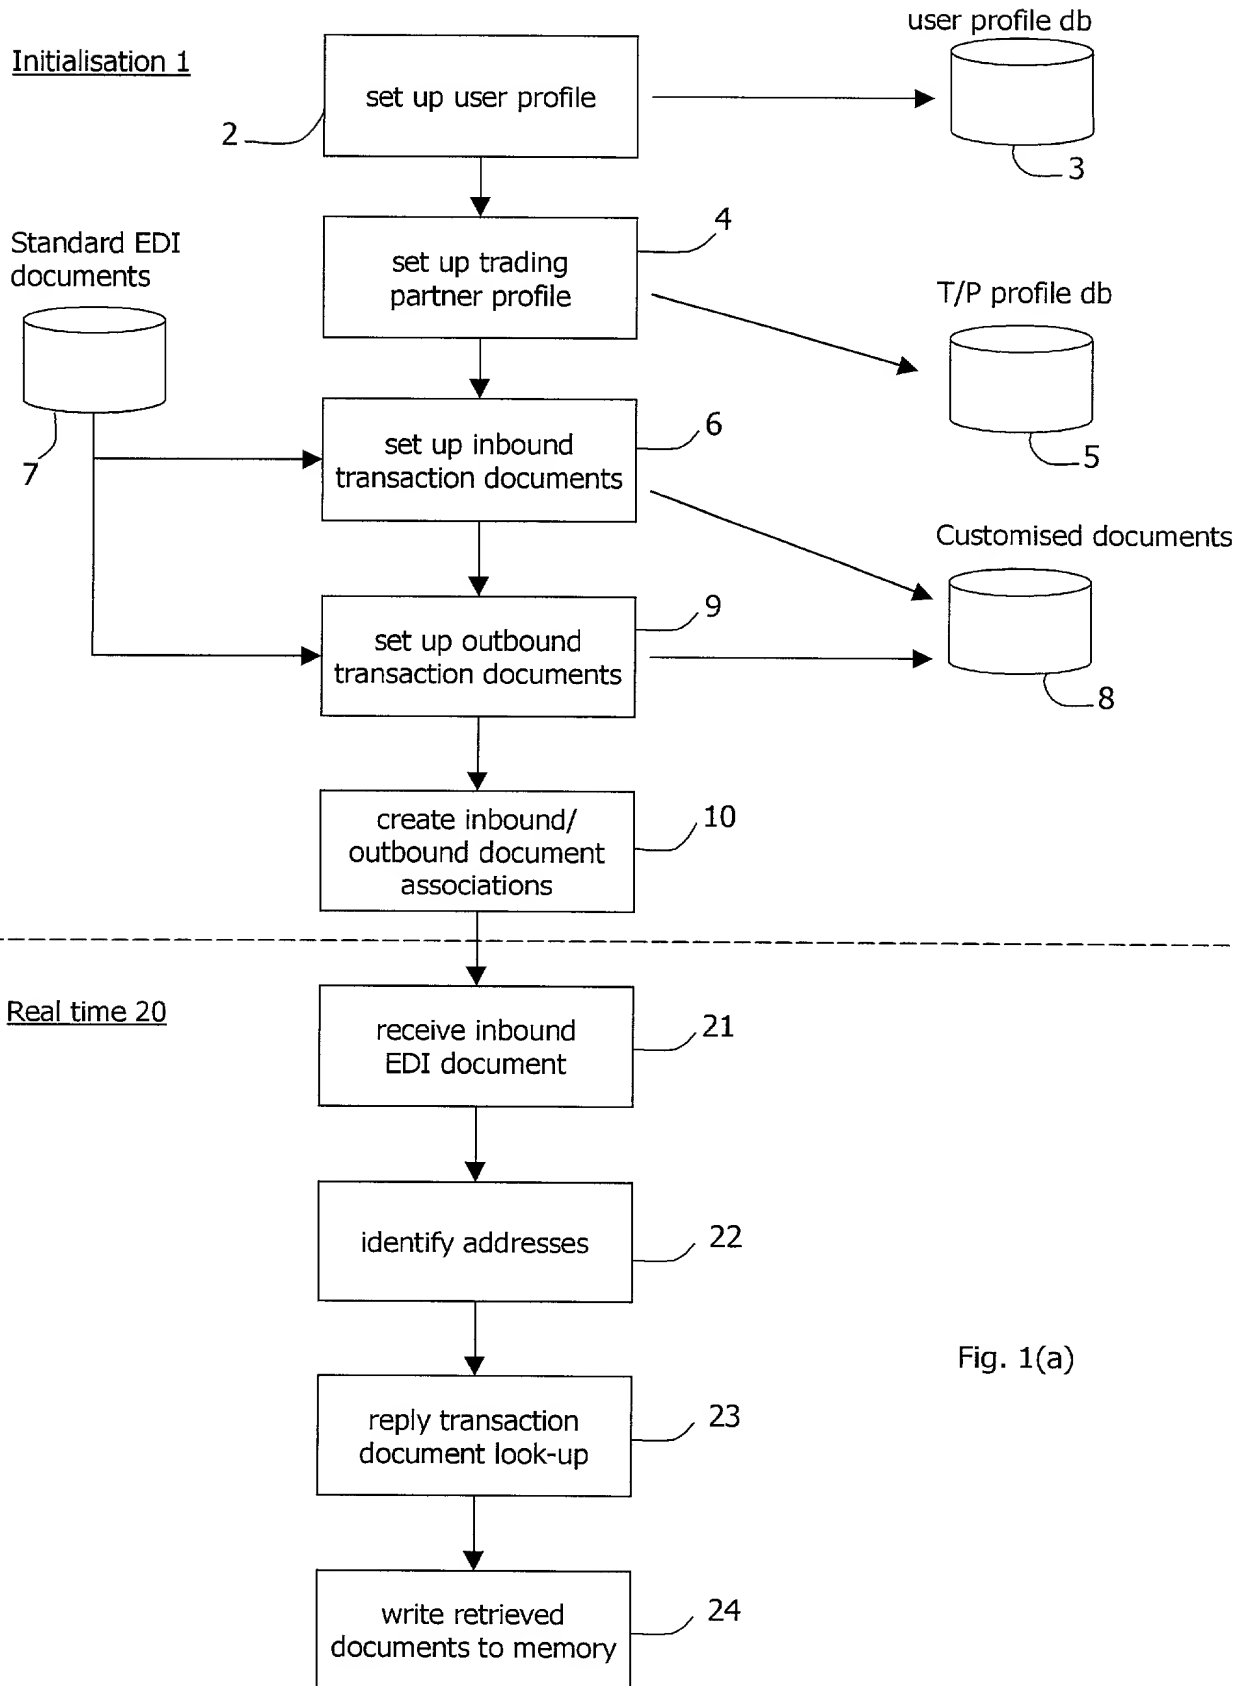 user profile db
Initialisation 1
set up user profile
2
3
4
Standard EDI
documents
set up trading
partner profile
T/P profile db
6
5
7
set up inbound
transaction documents
Customised documents
9
set up outbound
transaction documents
8
10
create inbound/
outbound document
associations
Real time 20
21
receive inbound
EDI document
22
identify addresses
Fig. 1(a)
23
reply transaction
document look-up
24
write retrieved
documents to memory